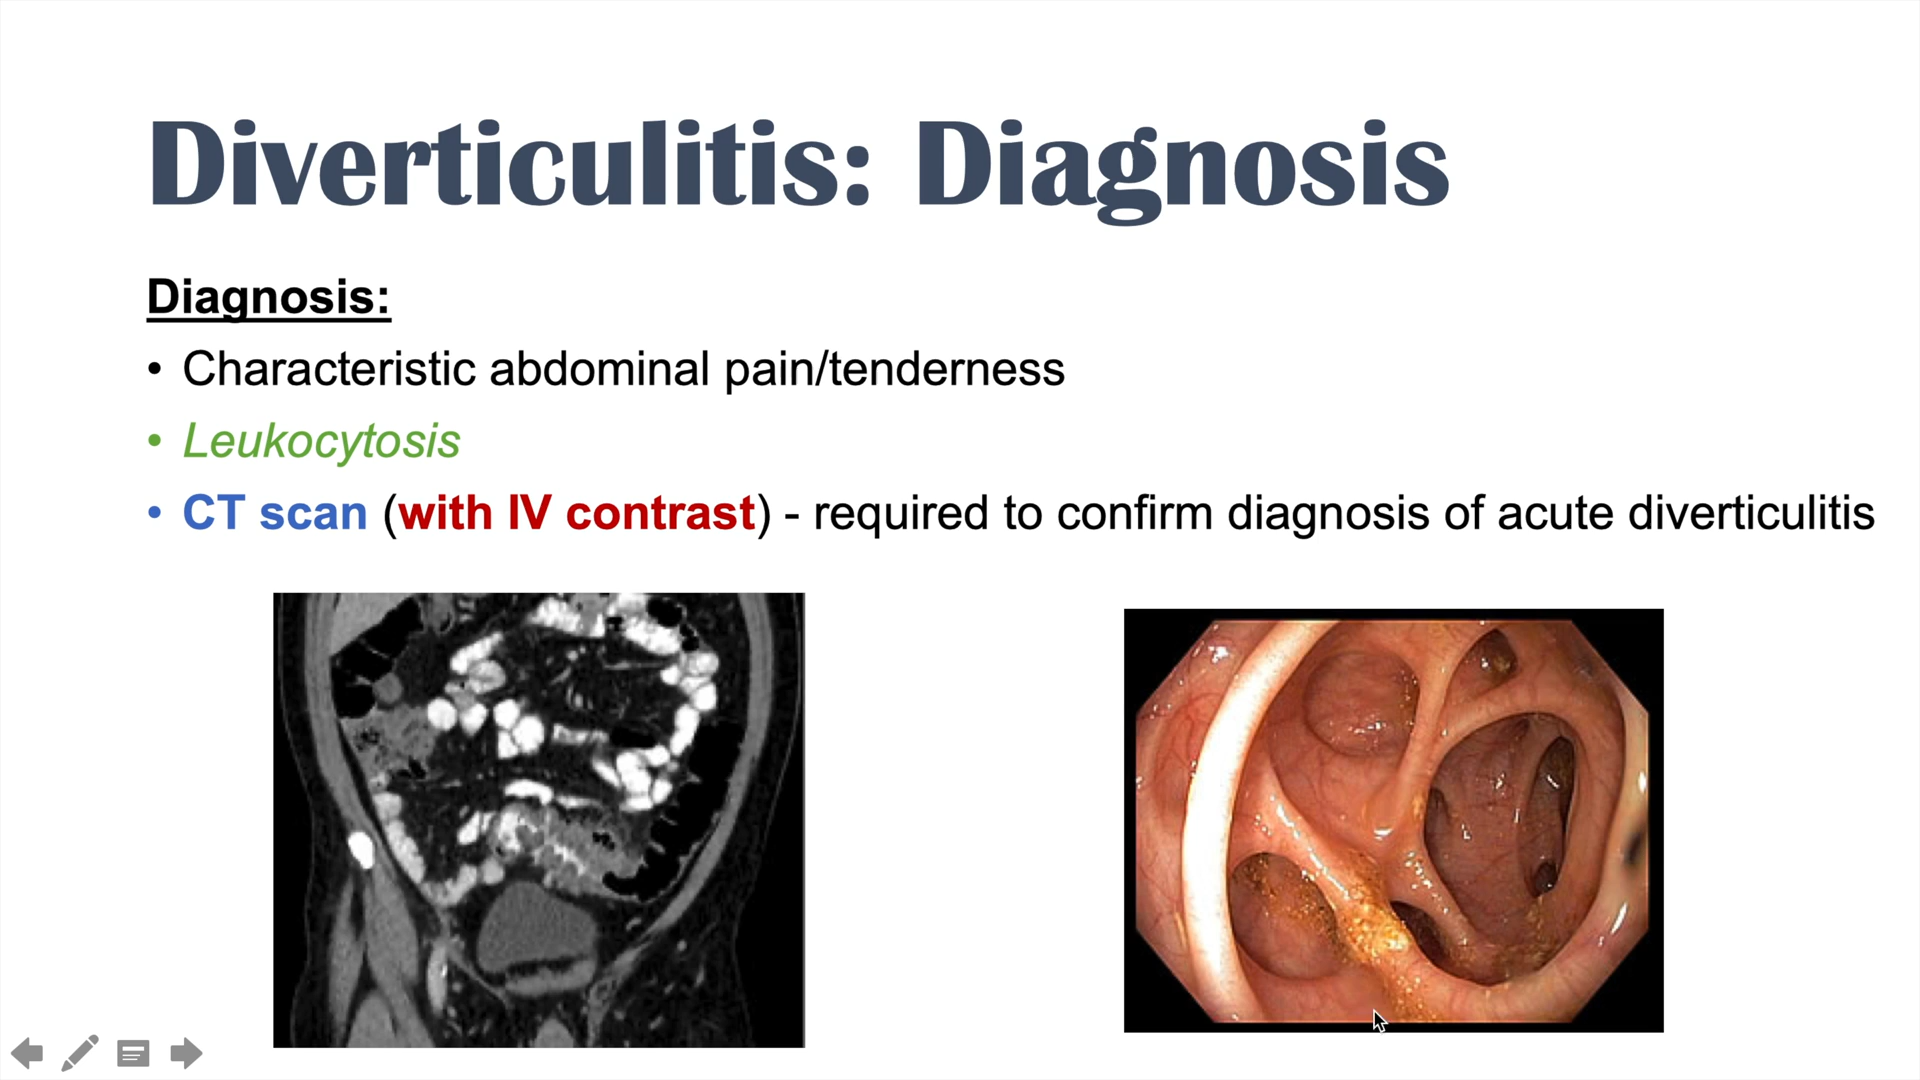 Diverticulitis: Diagnosis
Diagnosis:
• Characteristic abdominal pain/tenderness
• Leukocytosis
• CT scan (with IV contrast) - required to confirm diagnosis of acute diverticulitis